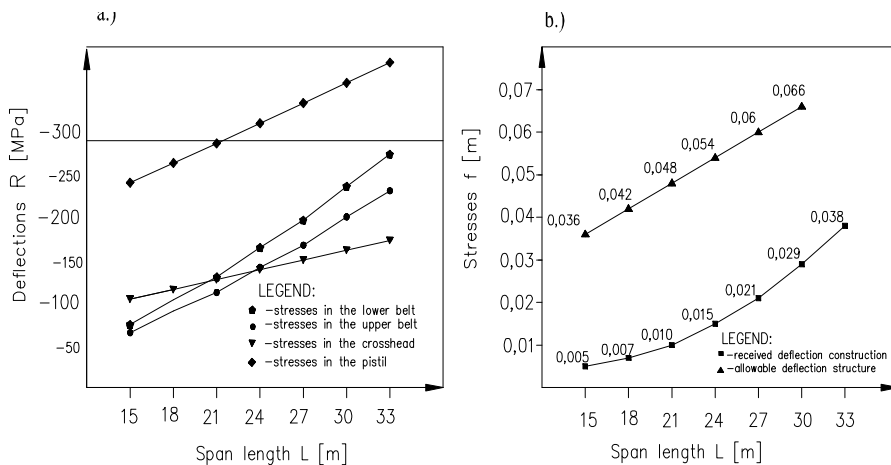 a.)
Deflections R [MPa]
-300
-250
-200
-150
-100
-50
LEGEND:
-stresses in the lower belt
-stresses in the upper belt
-stresses in the crosshead
-stresses in the pistil
15 18 21 24 27 30 33
Span length L [m]
b.)
Stresses f [m]
0,07
0,06
0,05
0,04
0,03
0,02
0,01
0,036 0,042 0,048 0,054 0,06 0,066
0,005 0,007 0,010 0,015 0,021 0,029 0,038
LEGEND:
-received deflection construction
-allowable deflection structure
15 18 21 24 27 30 33
Span length L [m]